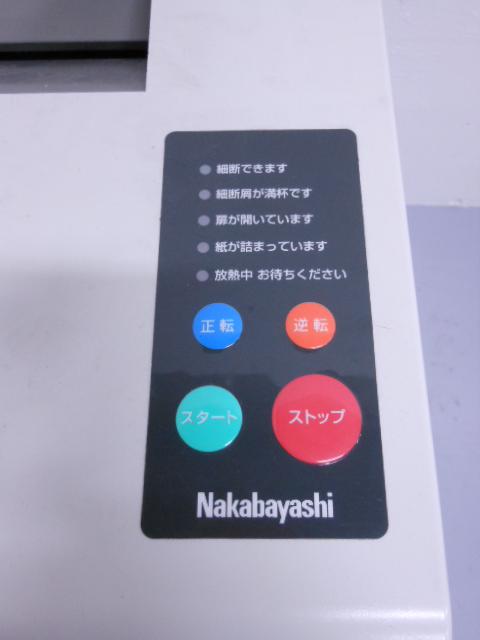 細断できます
細断屑が満杯です
扉が開いています
紙が詰まっています
放熱中 お待ちください
正転 逆転
スタート ストップ
Nakabayashi